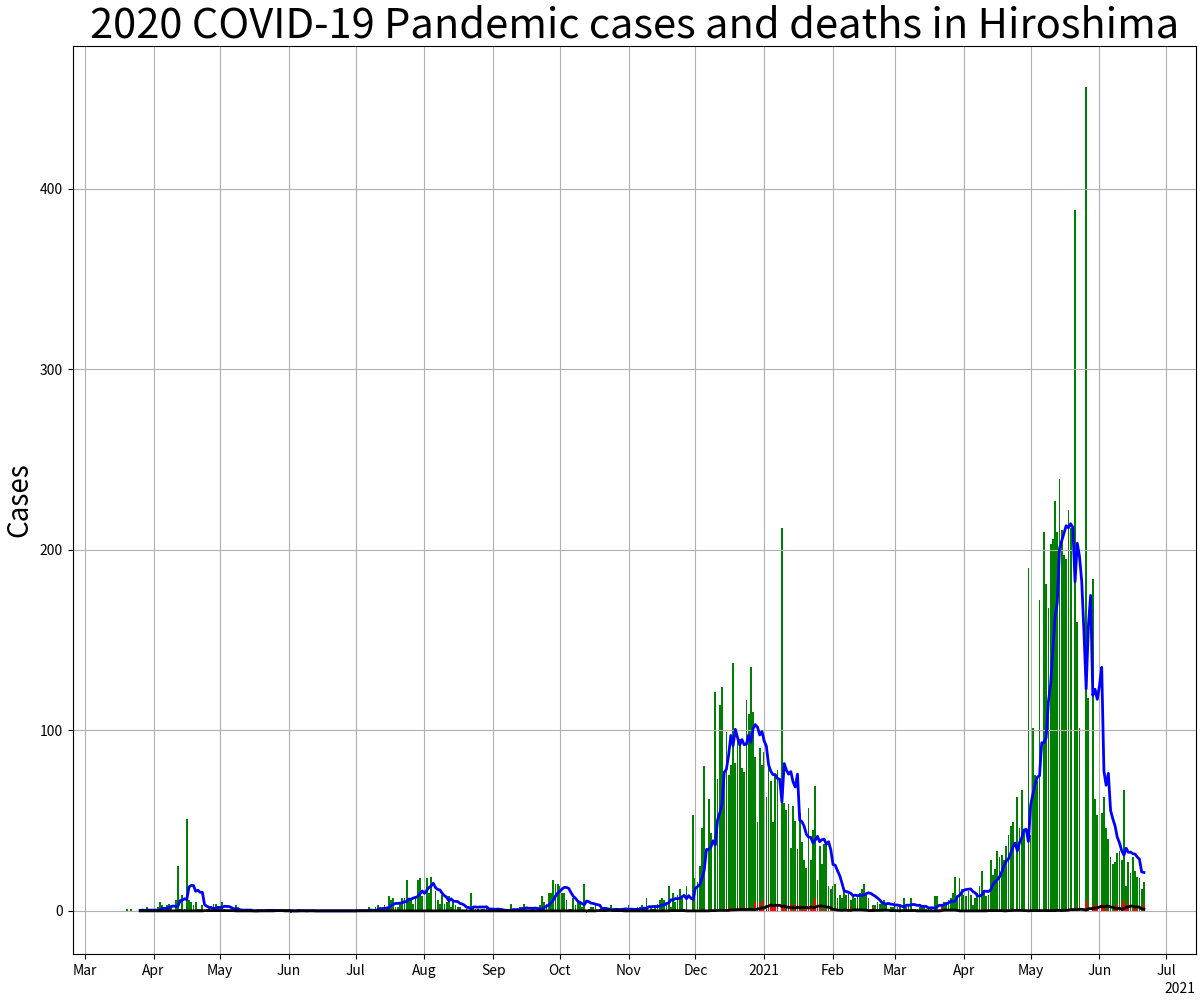 2020 COVID-19 Pandemic cases and deaths in Hiroshima
Cases
400
300
200
100
0
Mar Apr May Jun Jul Aug Sep Oct Nov Dec 2021 Feb Mar Apr May Jun Jul
2021